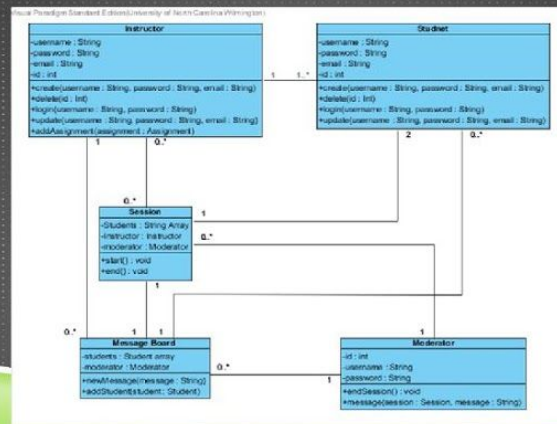 Visual Paradigm Standard Edition(University of North Carolina Wilmington)
Instructor
-username : String
-password : String
-email : String
-id : int
+create(username : String, password : String, email : String)
+delete(id : int)
+login(username : String, password : String)
+update(username : String, password : String, email : String)
+addAssignment(assignment : Assignment)
Studnet
-username : String
-password : String
-email : String
-id : int
+create(username : String, password : String, email : String)
+delete(id : int)
+login(username : String, password : String)
+update(username : String, password : String, email : String)
1
1..*
1
0..*
2
0..*
0..*
Session
-Students : String Array
-Instructor : Instructor
-moderator : Moderator
+start() : void
+end() : void
1
0..*
1
0..*
1
1
1
Message Board
-students : Student array
-moderator : Moderator
+newMessage(message : String)
+addStudent(student : Student)
0..*
1
Moderator
-id : int
-username : String
-password : String
+endSession() : void
+message(session : Session, message : String)